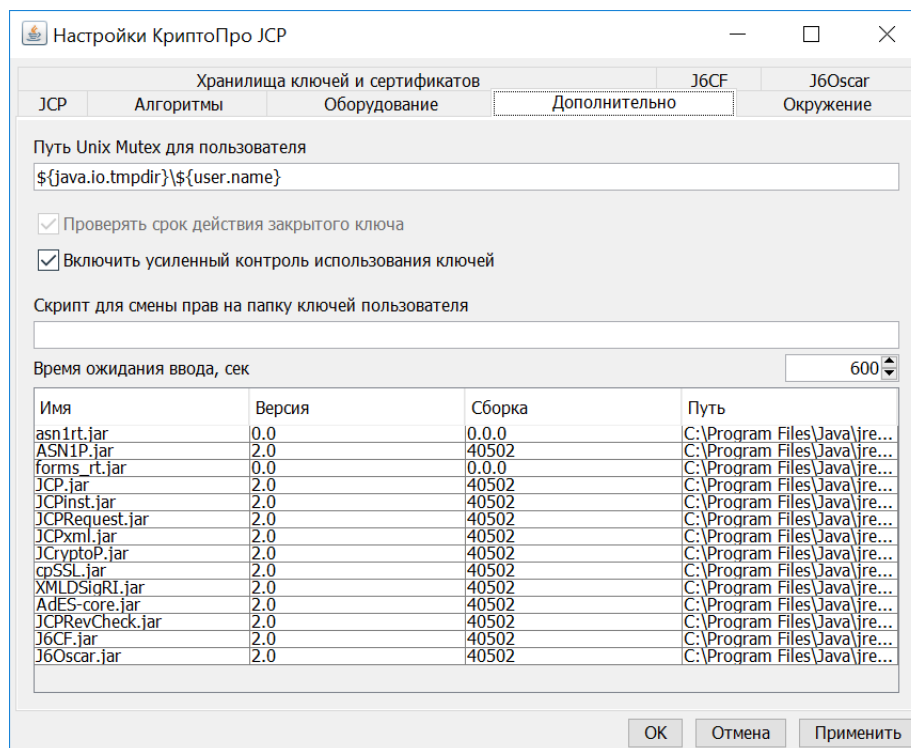 Настройки КриптоПро JCP
Хранилища ключей и сертификатов J6CF J6Oscar
JCP Алгоритмы Оборудование Дополнительно Окружение
Путь Unix Mutex для пользователя
${java.io.tmpdir}\${user.name}
Проверять срок действия закрытого ключа
Включить усиленный контроль использования ключей
Скрипт для смены прав на папку ключей пользователя
Время ожидания ввода, сек 600
Имя Версия Сборка Путь
asn1rt.jar 0.0 0.0.0 C:\Program Files\Java\jre...
ASN1P.jar 2.0 40502 C:\Program Files\Java\jre...
forms_rt.jar 0.0 0.0.0 C:\Program Files\Java\jre...
JCP.jar 2.0 40502 C:\Program Files\Java\jre...
JCPinst.jar 2.0 40502 C:\Program Files\Java\jre...
JCPRequest.jar 2.0 40502 C:\Program Files\Java\jre...
JCPxml.jar 2.0 40502 C:\Program Files\Java\jre...
JCryptoP.jar 2.0 40502 C:\Program Files\Java\jre...
cpSSL.jar 2.0 40502 C:\Program Files\Java\jre...
XMLDSigRI.jar 2.0 40502 C:\Program Files\Java\jre...
AdES-core.jar 2.0 40502 C:\Program Files\Java\jre...
JCPRevCheck.jar 2.0 40502 C:\Program Files\Java\jre...
J6CF.jar 2.0 40502 C:\Program Files\Java\jre...
J6Oscar.jar 2.0 40502 C:\Program Files\Java\jre...
OK Отмена Применить